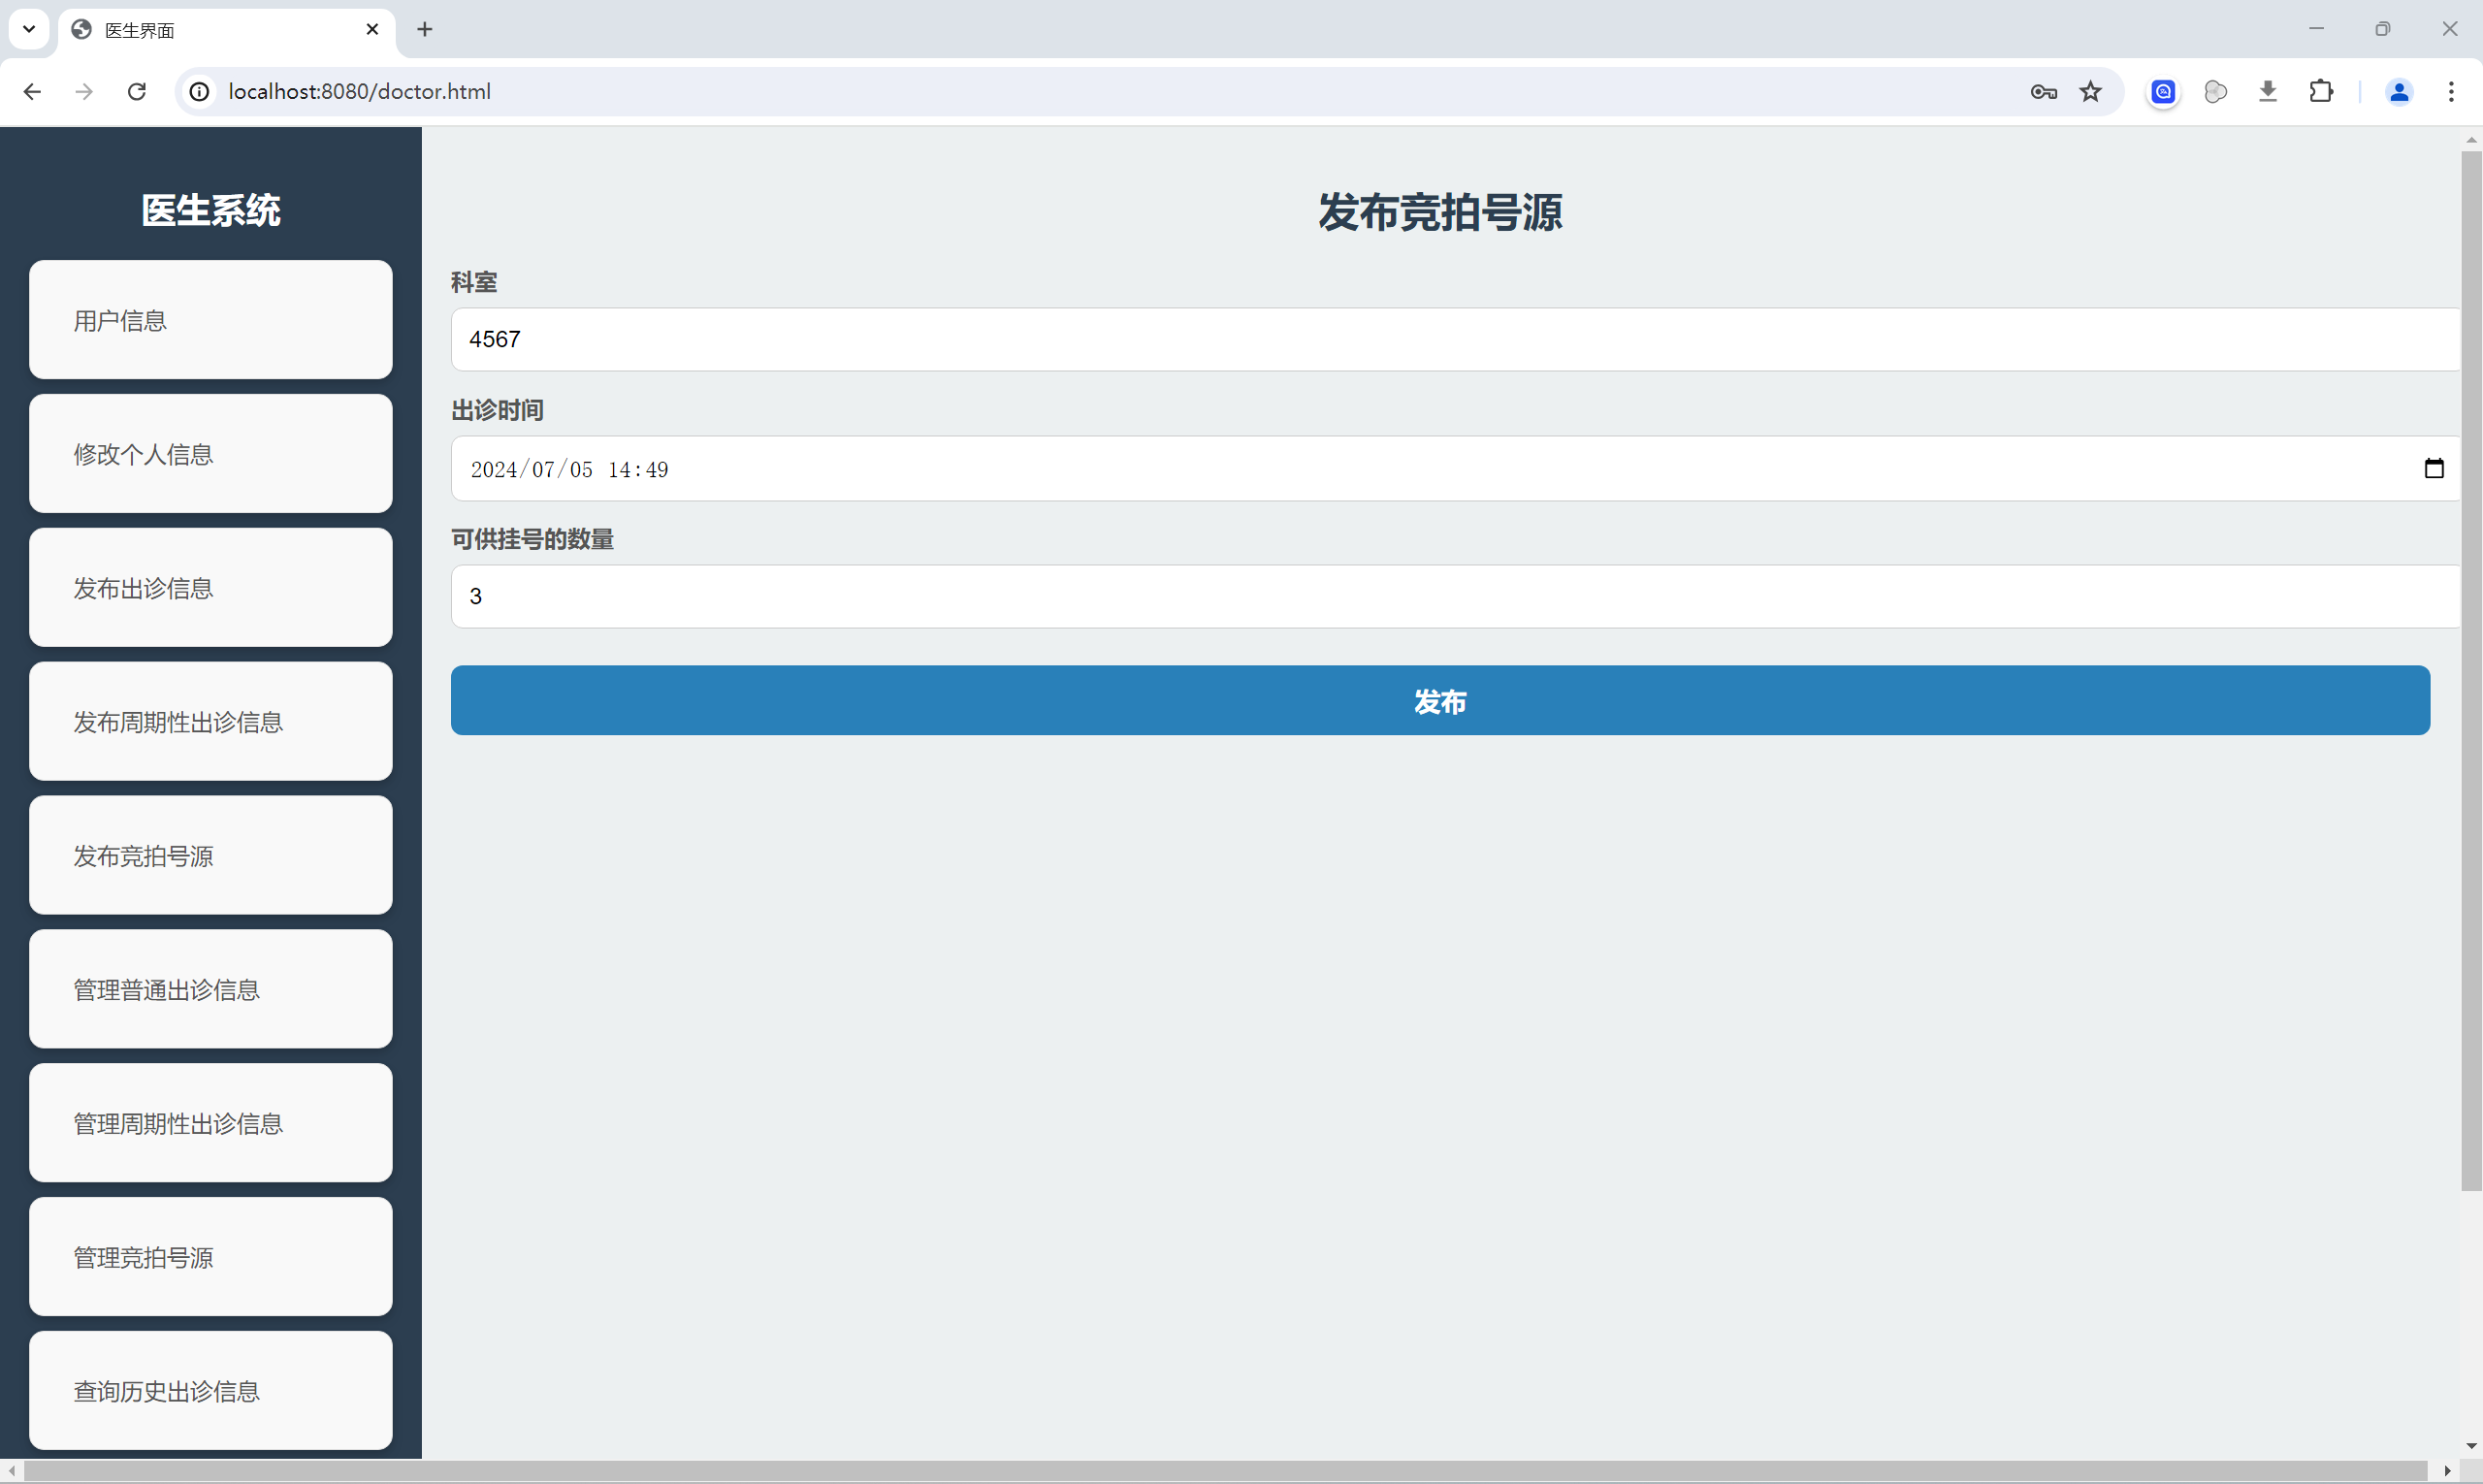 医生界面
localhost:8080/doctor.html
医生系统
用户信息
修改个人信息
发布出诊信息
发布周期性出诊信息
发布竞拍号源
管理普通出诊信息
管理周期性出诊信息
管理竞拍号源
查询历史出诊信息
发布竞拍号源
科室
4567
出诊时间
2024/07/05 14:49
可供挂号的数量
3
发布